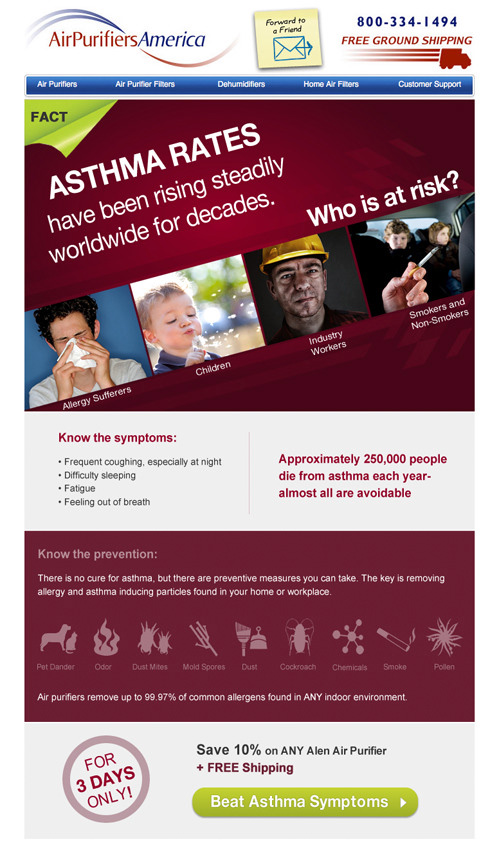 AirPurifiersAmerica
Forward to
a Friend
800-334-1494
FREE GROUND SHIPPING
Air Purifiers
Air Purifier Filters
Dehumidifiers
Home Air Filters
Customer Support
FACT
ASTHMA RATES
have been rising steadily
worldwide for decades.
Who is at risk?
Allergy Sufferers
Children
Industry
Workers
Smokers and
Non-Smokers
Know the symptoms:
• Frequent coughing, especially at night
• Difficulty sleeping
• Fatigue
• Feeling out of breath
Approximately 250,000 people
die from asthma each year-
almost all are avoidable
Know the prevention:
There is no cure for asthma, but there are preventive measures you can take. The key is removing
allergy and asthma inducing particles found in your home or workplace.
Pet Dander
Odor
Dust Mites
Mold Spores
Dust
Cockroach
Chemicals
Smoke
Pollen
Air purifiers remove up to 99.97% of common allergens found in ANY indoor environment.
FOR
3 DAYS
ONLY!
Save 10% on ANY Alen Air Purifier
+ FREE Shipping
Beat Asthma Symptoms